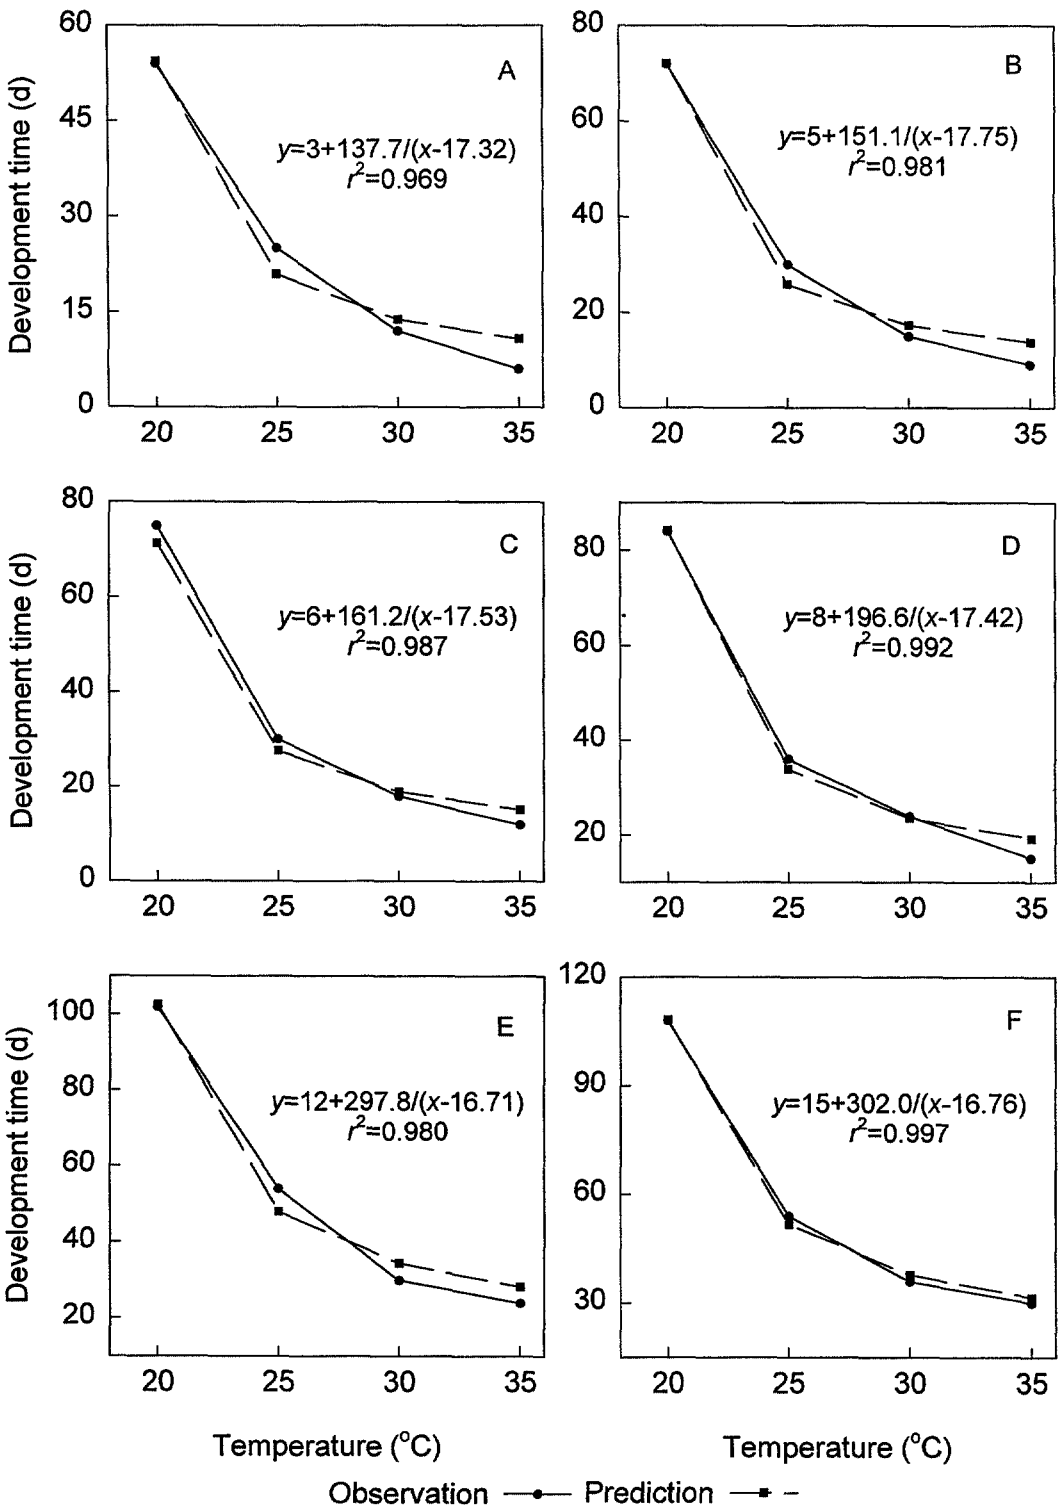 60
45
30
15
0
Development time (d)
A
y=3+137.7/(x-17.32)
r²=0.969
20 25 30 35
80
60
40
20
0
B
y=5+151.1/(x-17.75)
r²=0.981
20 25 30 35
80
60
40
20
0
Development time (d)
C
y=6+161.2/(x-17.53)
r²=0.987
20 25 30 35
80
60
40
20
D
y=8+196.6/(x-17.42)
r²=0.992
20 25 30 35
100
80
60
40
20
Development time (d)
E
y=12+297.8/(x-16.71)
r²=0.980
20 25 30 35
Temperature (°C)
120
90
60
30
F
y=15+302.0/(x-16.76)
r²=0.997
20 25 30 35
Temperature (°C)
Observation Prediction